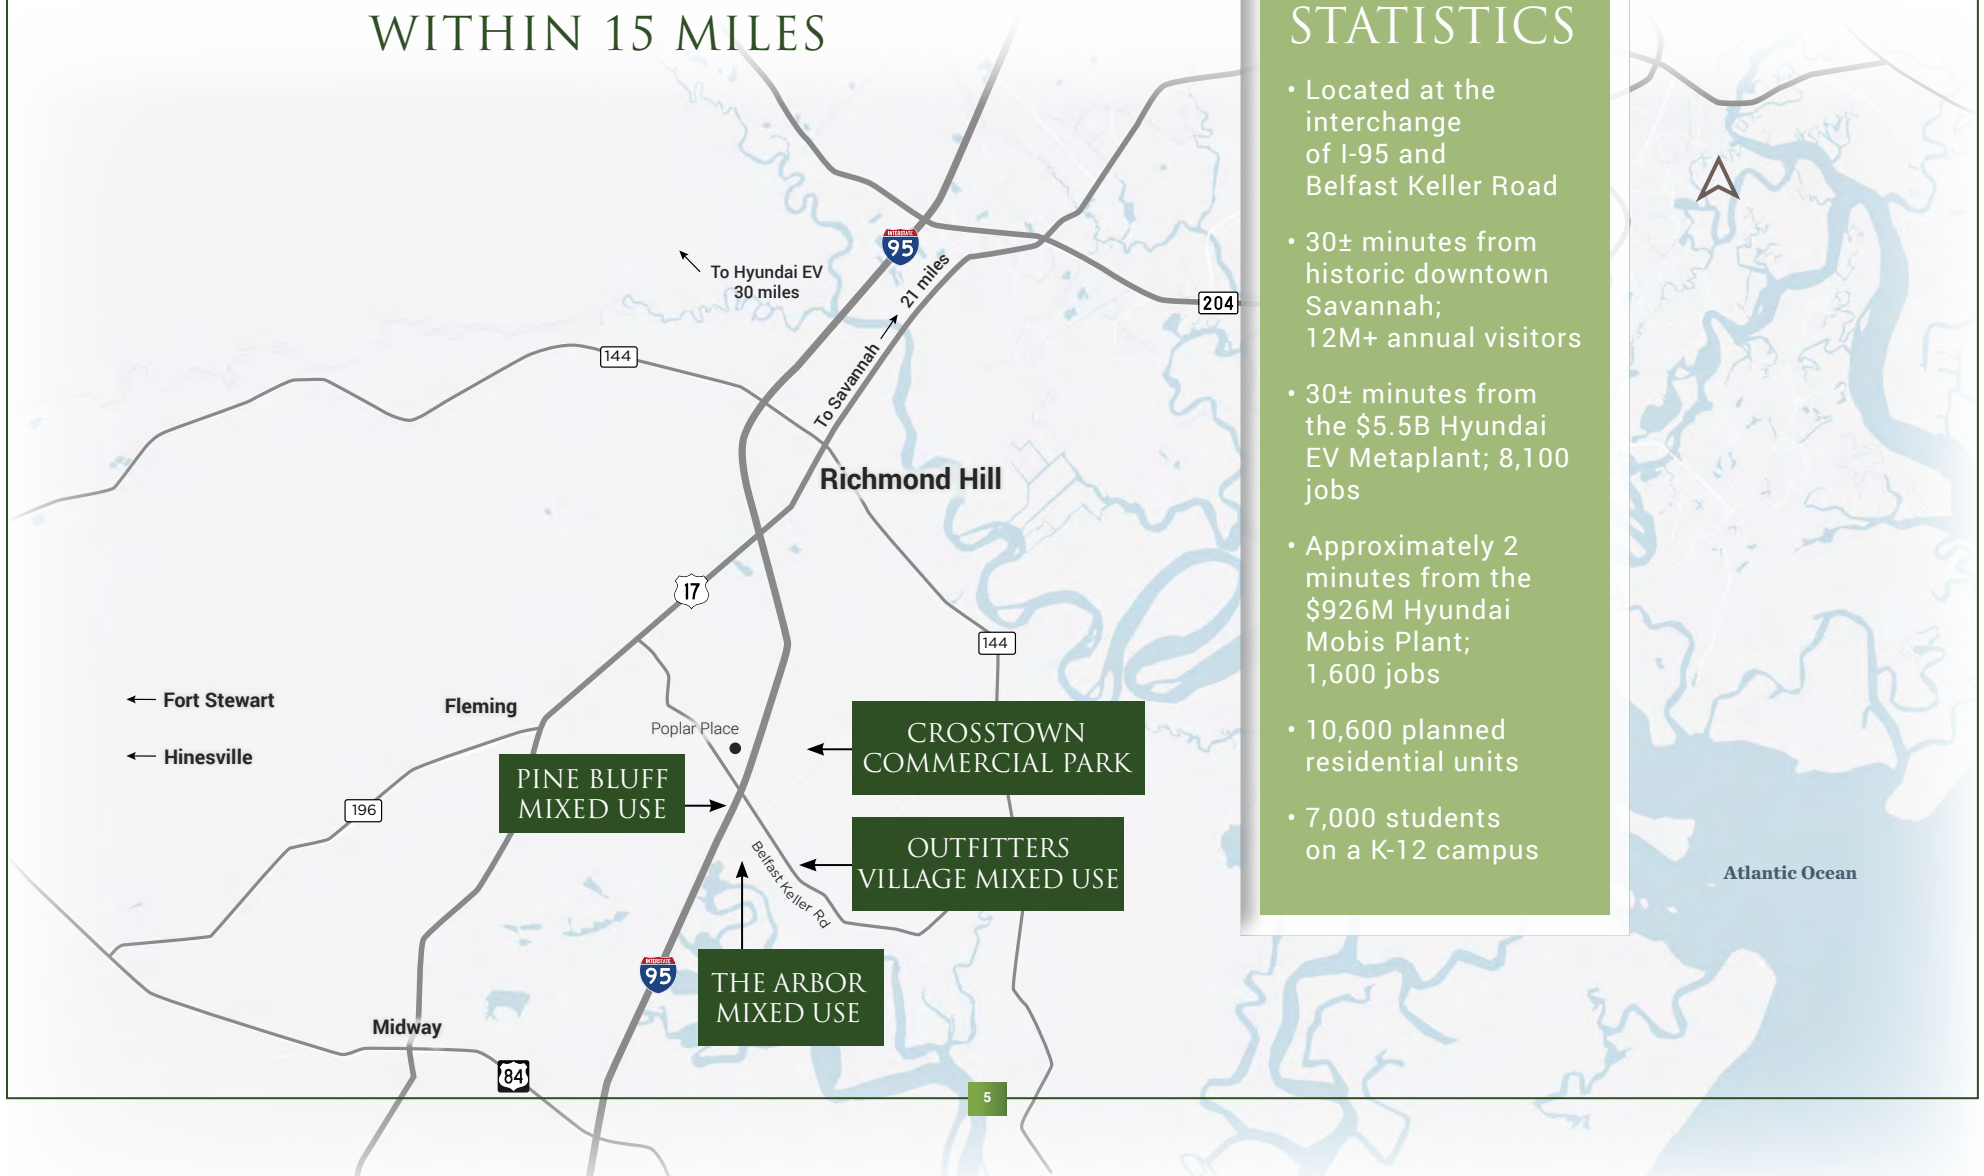 WITHIN 15 MILES
STATISTICS
• Located at the
interchange
of I-95 and
Belfast Keller Road
• 30± minutes from
historic downtown
Savannah;
12M+ annual visitors
• 30± minutes from
the $5.5B Hyundai
EV Metaplant; 8,100
jobs
• Approximately 2
minutes from the
$926M Hyundai
Mobis Plant;
1,600 jobs
• 10,600 planned
residential units
• 7,000 students
on a K-12 campus
INTERSTATE
95
To Hyundai EV
30 miles
To Savannah
21 miles
204
144
Richmond Hill
17
144
Fort Stewart
Fleming
Hinesville
Poplar Place
CROSSTOWN
COMMERCIAL PARK
PINE BLUFF
MIXED USE
196
OUTFITTERS
VILLAGE MIXED USE
Belfast Keller Rd
Atlantic Ocean
INTERSTATE
95
THE ARBOR
MIXED USE
Midway
84
5